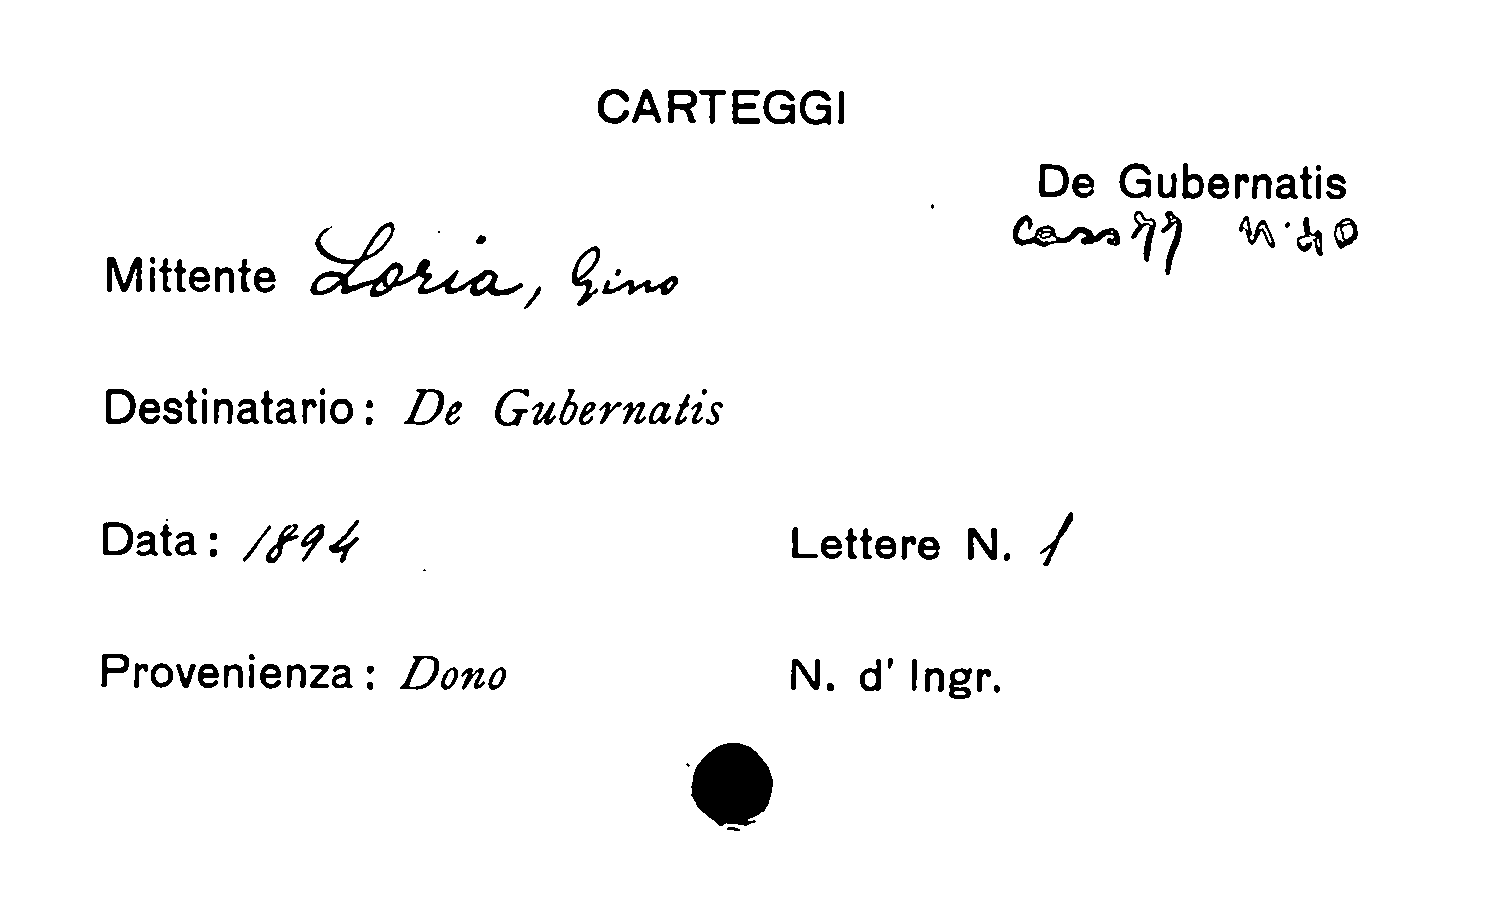 CARTEGGI
De Gubernatis
Cass 77 n. 40
Mittente Loria, Gino
Destinatario: De Gubernatis
Data: 1894 Lettere N. 1
Provenienza: Dono N. d' Ingr.